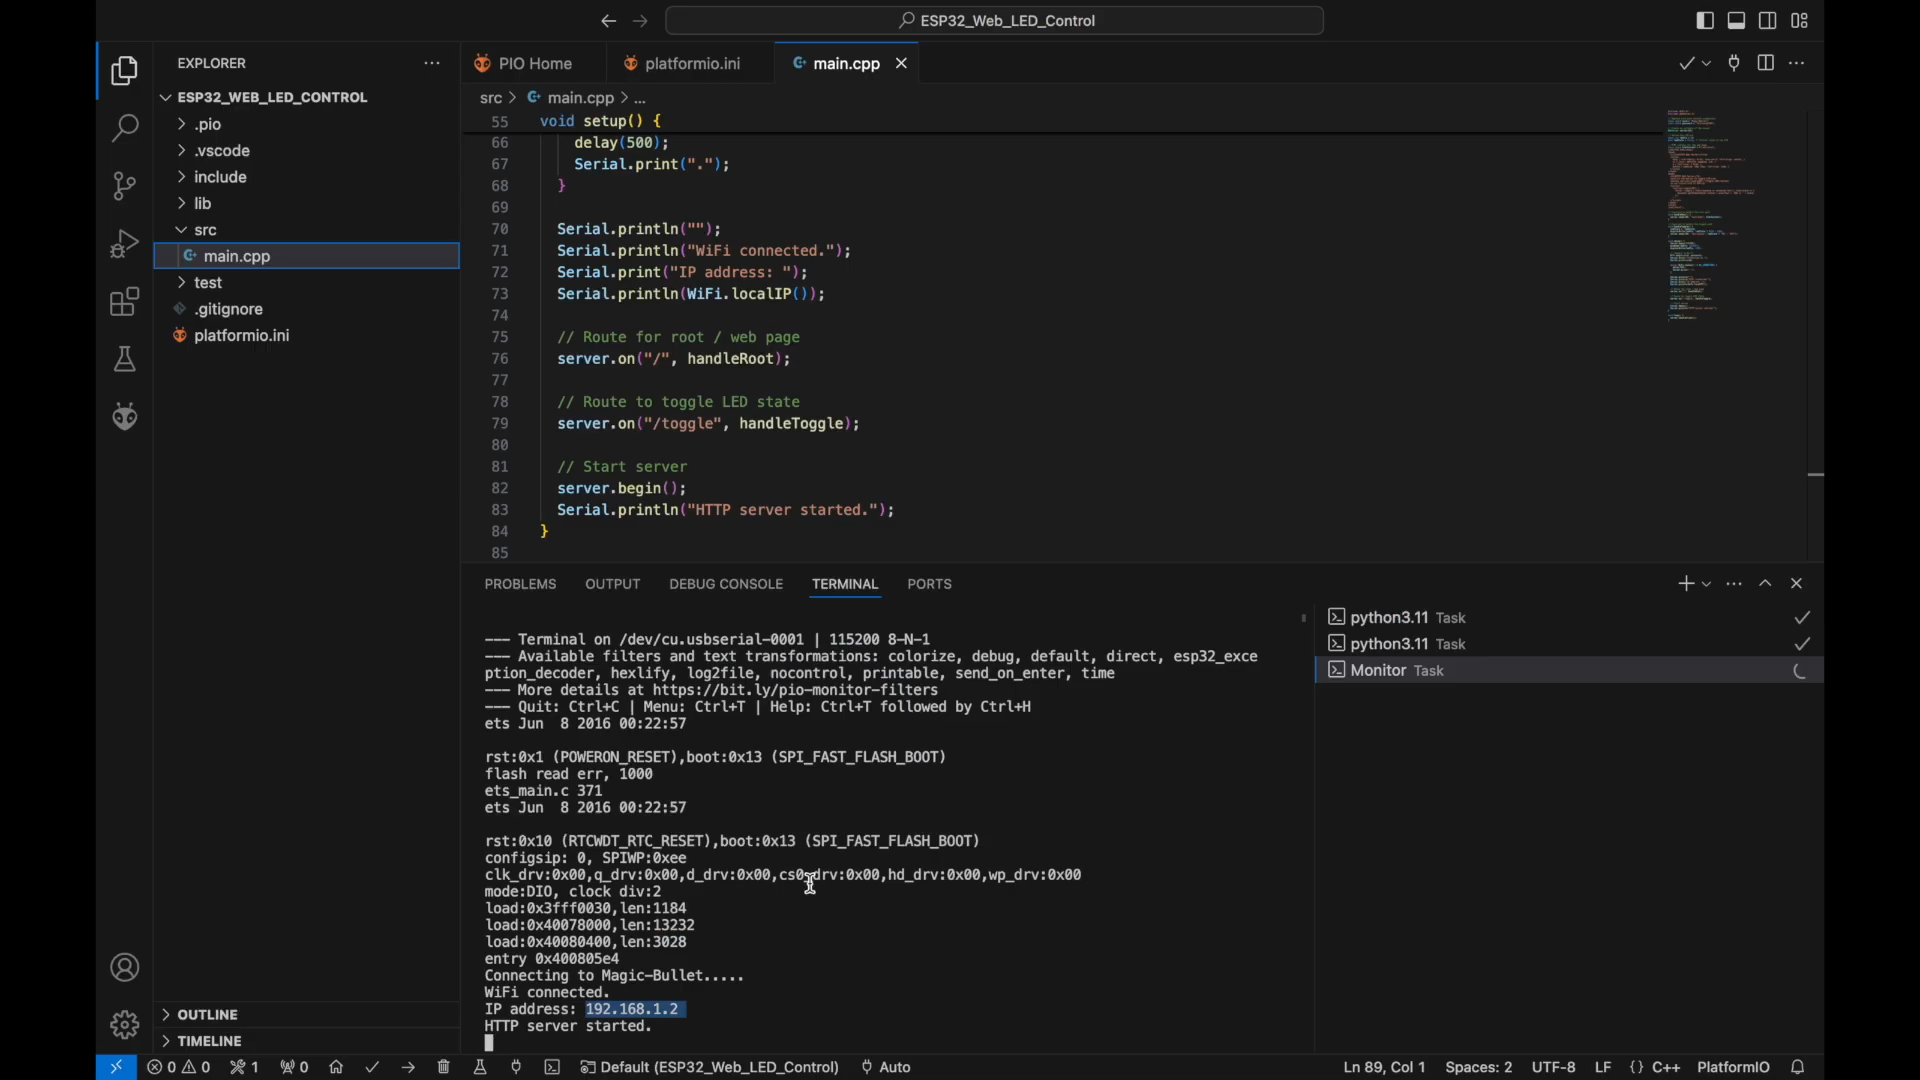 ESP32_Web_LED_Control
EXPLORER
ESP32_WEB_LED_CONTROL
.pio
.vscode
include
lib
src
main.cpp
test
.gitignore
platformio.ini
OUTLINE
TIMELINE
PIO Home
platformio.ini
main.cpp
src > main.cpp > ...
55 void setup() {
66 delay(500);
67 Serial.print(".");
68 }
69
70 Serial.println("");
71 Serial.println("WiFi connected.");
72 Serial.print("IP address: ");
73 Serial.println(WiFi.localIP());
74
75 // Route for root / web page
76 server.on("/", handleRoot);
77
78 // Route to toggle LED state
79 server.on("/toggle", handleToggle);
80
81 // Start server
82 server.begin();
83 Serial.println("HTTP server started.");
84 }
85
PROBLEMS OUTPUT DEBUG CONSOLE TERMINAL PORTS
--- Terminal on /dev/cu.usbserial-0001 | 115200 8-N-1
--- Available filters and text transformations: colorize, debug, default, direct, esp32_exce
ption_decoder, hexlify, log2file, nocontrol, printable, send_on_enter, time
--- More details at https://bit.ly/pio-monitor-filters
--- Quit: Ctrl+C | Menu: Ctrl+T | Help: Ctrl+T followed by Ctrl+H
ets Jun  8 2016 00:22:57
rst:0x1 (POWERON_RESET),boot:0x13 (SPI_FAST_FLASH_BOOT)
flash read err, 1000
ets_main.c 371
ets Jun  8 2016 00:22:57
rst:0x10 (RTCWDT_RTC_RESET),boot:0x13 (SPI_FAST_FLASH_BOOT)
configsip: 0, SPIWP:0xee
clk_drv:0x00,q_drv:0x00,d_drv:0x00,cs0_drv:0x00,hd_drv:0x00,wp_drv:0x00
mode:DIO, clock div:2
load:0x3fff0030,len:1184
load:0x40078000,len:13232
load:0x40080400,len:3028
entry 0x400805e4
Connecting to Magic-Bullet.....
WiFi connected.
IP address: 192.168.1.2
HTTP server started.
python3.11 Task
python3.11 Task
Monitor Task
0 0 1 0 Default (ESP32_Web_LED_Control) Auto Ln 89, Col 1 Spaces: 2 UTF-8 LF {} C++ PlatformIO